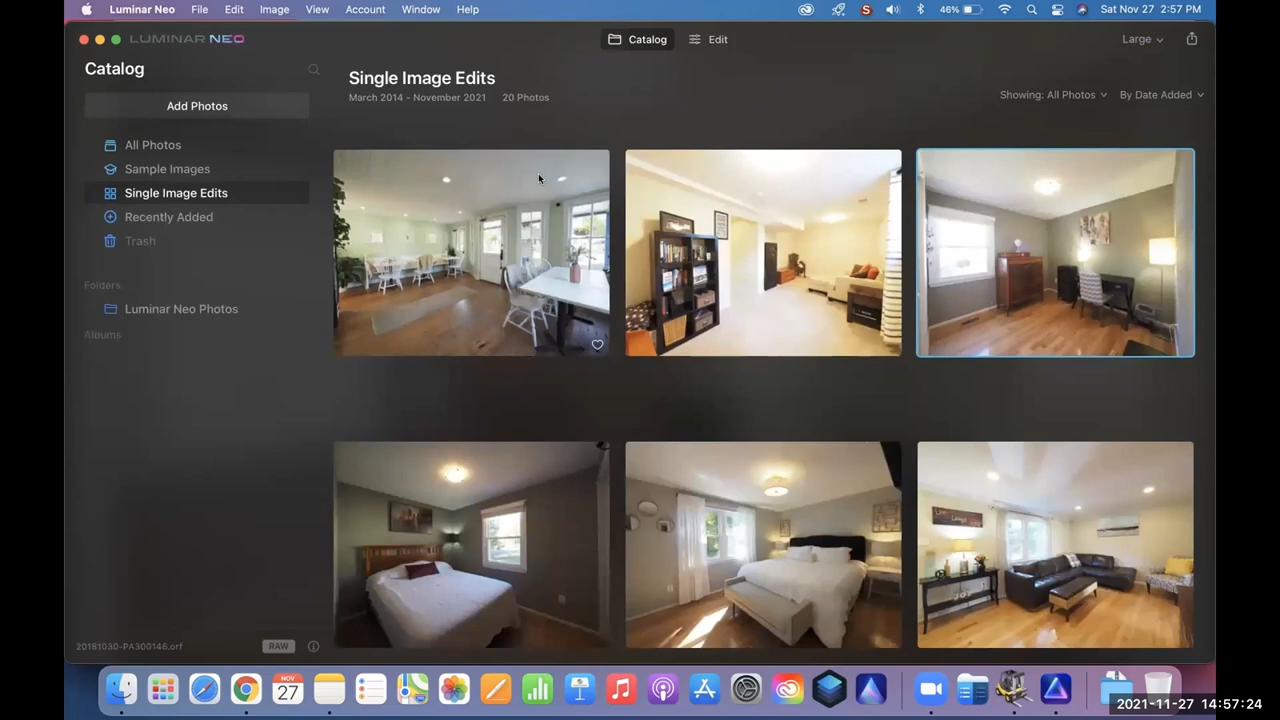 Luminar Neo File Edit Image View Account Window Help 46% Sat Nov 27 2:57 PM
LUMINAR NEO Catalog Edit Large
Catalog
Add Photos
All Photos
Sample Images
Single Image Edits
Recently Added
Trash
Folders
Luminar Neo Photos
Albums
20181030-PA300146.orf RAW
Single Image Edits
March 2014 - November 2021 20 Photos
Showing: All Photos By Date Added
NOV
27
2021-11-27 14:57:24